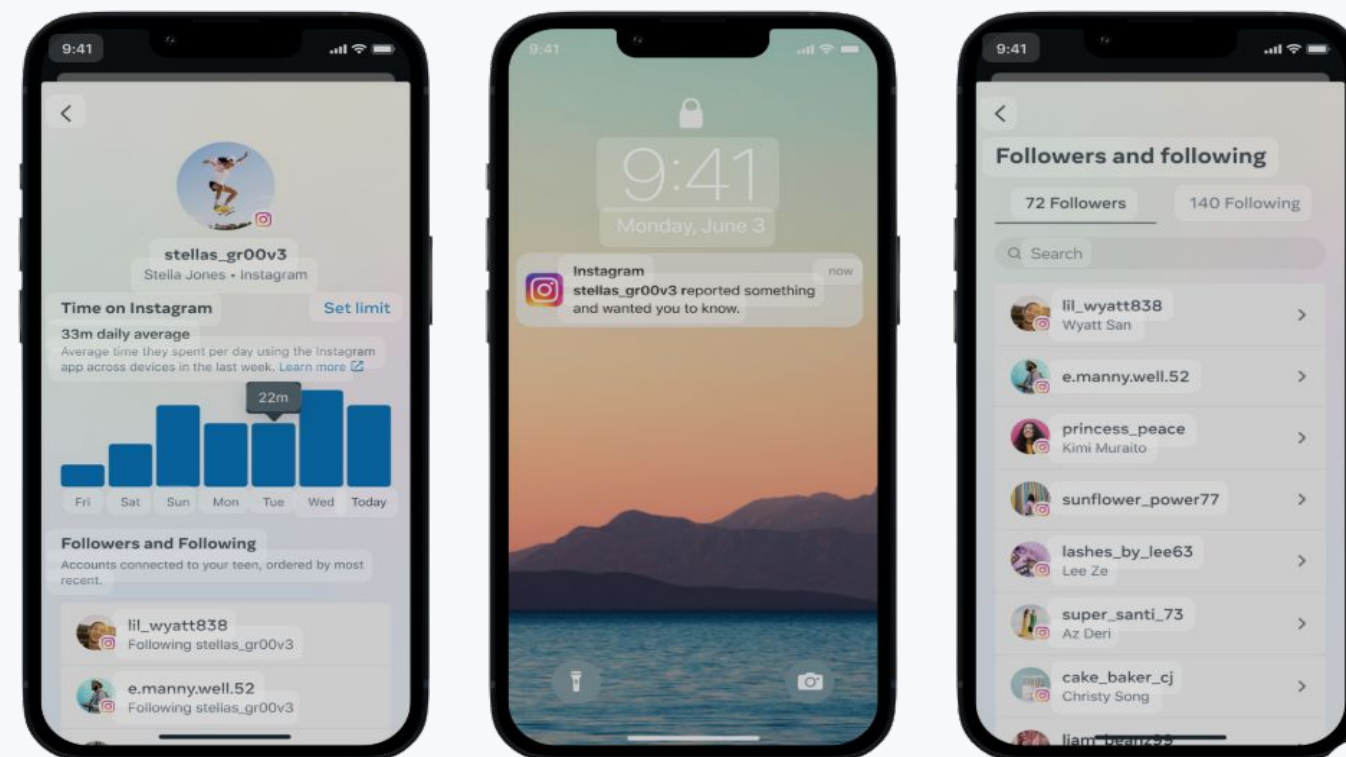 9:41
stellas_gr00v3
Stella Jones • Instagram
Time on Instagram
Set limit
33m daily average
Average time they spent per day using the Instagram
app across devices in the last week. Learn more
22m
Fri Sat Sun Mon Tue Wed Today
Followers and Following
Accounts connected to your teen, ordered by most
recent.
lil_wyatt838
Following stellas_gr00v3
e.manny.well.52
Following stellas_gr00v3
9:41
9:41
Monday, June 3
Instagram
now
stellas_gr00v3 reported something
and wanted you to know.
9:41
Followers and following
72 Followers
140 Following
Search
lil_wyatt838
Wyatt San
e.manny.well.52
princess_peace
Kimi Muraito
sunflower_power77
lashes_by_lee63
Lee Ze
super_santi_73
Az Deri
cake_baker_cj
Christy Song
liam_beanz99